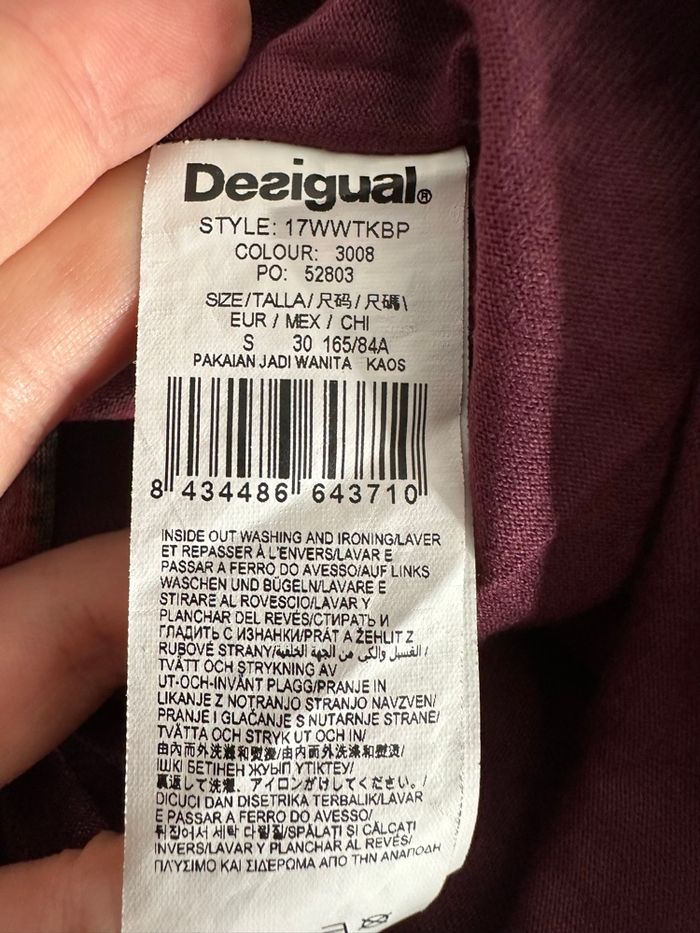 Desigual®
STYLE: 17WWTKBP
COLOUR: 3008
PO: 52803
SIZE/TALLA/尺码/尺碼\
EUR / MEX / CHI
S 30 165/84A
PAKAIAN JADI WANITA KAOS
8 434486 643710
INSIDE OUT WASHING AND IRONING/LAVER
ET REPASSER À L'ENVERS/LAVAR E
PASSAR A FERRO DO AVESSO/AUF LINKS
WASCHEN UND BÜGELN/LAVARE E
STIRARE AL ROVESCIO/LAVAR Y
PLANCHAR DEL REVÉS/СТИРАТЬ И
ГЛАДИТЬ С ИЗНАНКИ/PRÁT A ŽEHLIT Z
RUBOVÉ STRANY/الغسيل والكي من الجهة الخلفية/
TVÄTT OCH STRYKNING AV
UT-OCH-INVÄNT PLAGG/PRANJE IN
LIKANJE Z NOTRANJO STRANJO NAVZVEN/
PRANJE I GLAČANJE S NUTARNJE STRANE/
TVÄTTA OCH STRYK UT OCH IN/
由內而外洗滌和熨燙/由内而外洗涤和熨烫/
ІШКІ БЕТІНЕН ЖУЫП ҮТІКТЕУ/
裏返して洗濯、アイロンがけしてください。/
DICUCI DAN DISETRIKA TERBALIK/LAVAR
E PASSAR A FERRO DO AVESSO/
뒤집어서 세탁 다림질/SPĂLAȚI ȘI CĂLCAȚI
INVERS/LAVAR Y PLANCHAR AL REVÉS/
ΠΛΎΣΙΜΟ ΚΑΙ ΣΙΔΈΡΩΜΑ ΑΠΌ ΤΗΝ ΑΝΆΠΟΔΗ